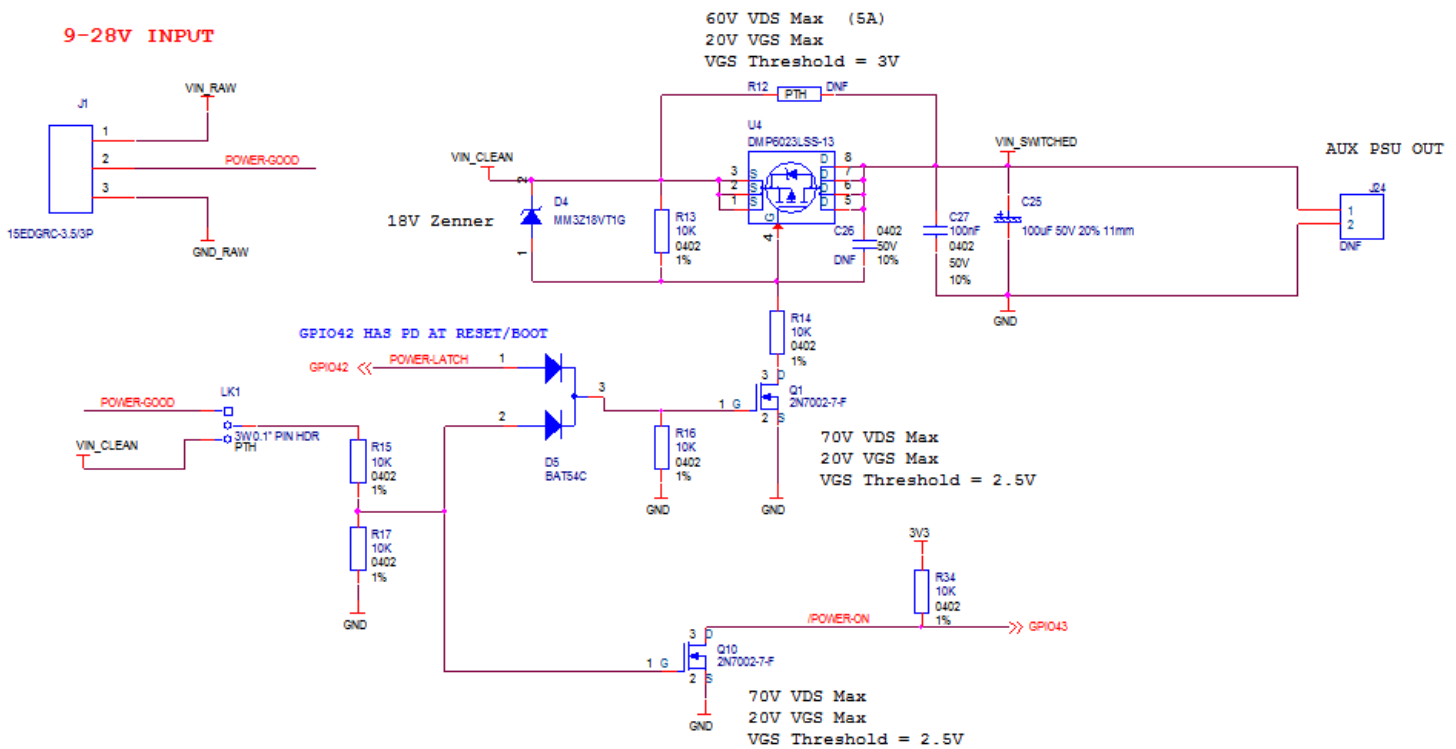 9-28V INPUT
60V VDS Max (5A)
20V VGS Max
VGS Threshold = 3V
J1
VIN_RAW
1
2
POWER-GOOD
3
15EDGRC-3.5/3P
GND_RAW
R12
PTH
DNF
U4
DMP6023LSS-13
VIN_CLEAN
3 S
2 S
1 S
D 8
D 7
D 6
D 5
G
4
VIN_SWITCHED
AUX PSU OUT
J24
1
2
DNF
18V Zenner
2
D4
MM3Z18VT1G
1
R13
10K
0402
1%
C26
0402
50V
DNF
10%
C27
100nF
0402
50V
10%
C25
+
100uF 50V 20% 11mm
GND
R14
10K
0402
1%
GPIO42 HAS PD AT RESET/BOOT
GPIO42
POWER-LATCH
1
2
3
D5
BAT54C
LK1
POWER-GOOD
VIN_CLEAN
3W 0.1" PIN HDR
PTH
R15
10K
0402
1%
R16
10K
0402
1%
GND
3 D
1 G
Q1
2N7002-7-F
2 S
GND
70V VDS Max
20V VGS Max
VGS Threshold = 2.5V
R17
10K
0402
1%
GND
3V3
R34
10K
0402
1%
/POWER-ON
GPIO43
3 D
1 G
Q10
2N7002-7-F
2 S
GND
70V VDS Max
20V VGS Max
VGS Threshold = 2.5V